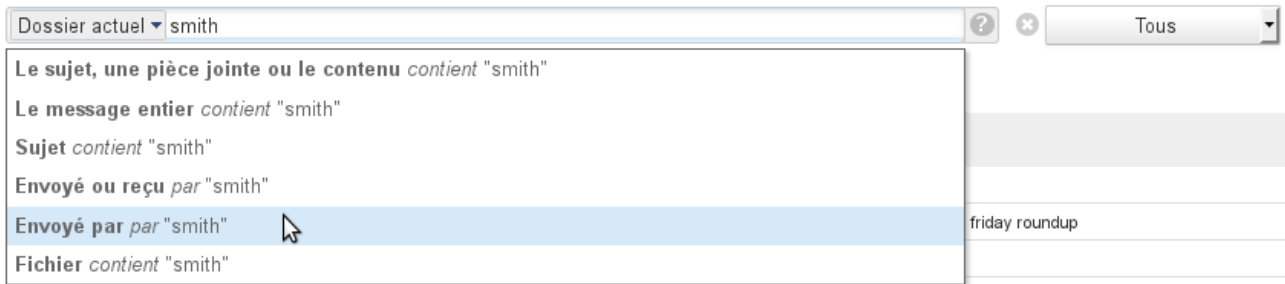 Dossier actuel smith ? Tous
Le sujet, une pièce jointe ou le contenu contient "smith"
Le message entier contient "smith"
Sujet contient "smith"
Envoyé ou reçu par "smith"
Envoyé par par "smith"
friday roundup
Fichier contient "smith"